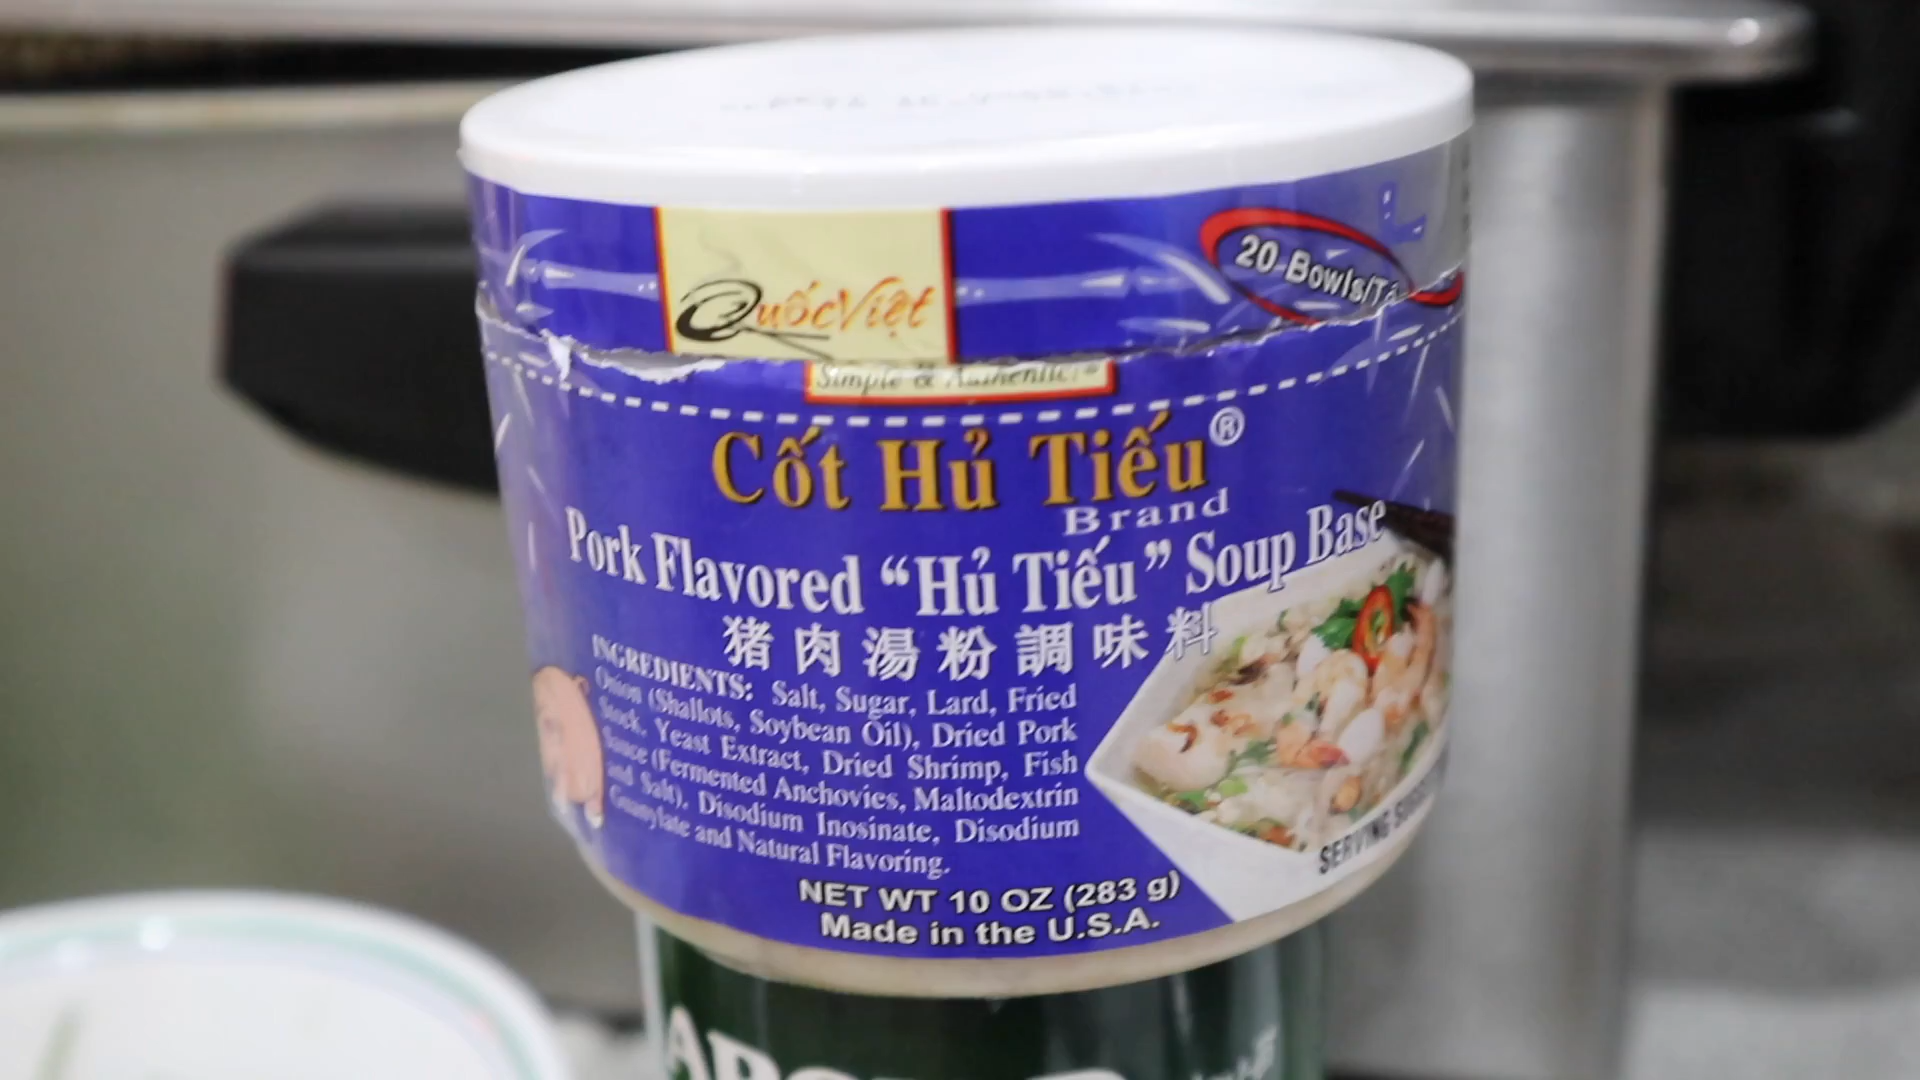 QuốcViệt
20-Bowls/
Simple & Authentic!®
Cốt Hủ Tiếu®
Brand
Pork Flavored “Hủ Tiếu” Soup Base
猪肉湯粉調味料
INGREDIENTS: Salt, Sugar, Lard, Fried
Onion (Shallots, Soybean Oil), Dried Pork
Stock, Yeast Extract, Dried Shrimp, Fish
Sauce (Fermented Anchovies, Maltodextrin
and Salt), Disodium Inosinate, Disodium
Guanylate and Natural Flavoring.
SERVING
NET WT 10 OZ (283 g)
Made in the U.S.A.